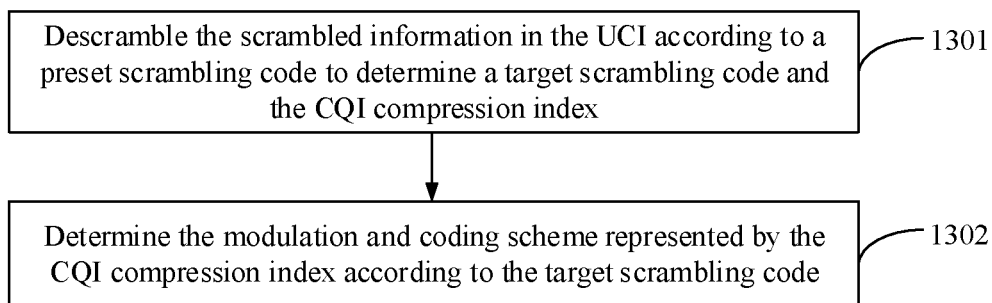 Descramble the scrambled information in the UCI according to a
preset scrambling code to determine a target scrambling code and
the CQI compression index
1301
Determine the modulation and coding scheme represented by the
CQI compression index according to the target scrambling code
1302